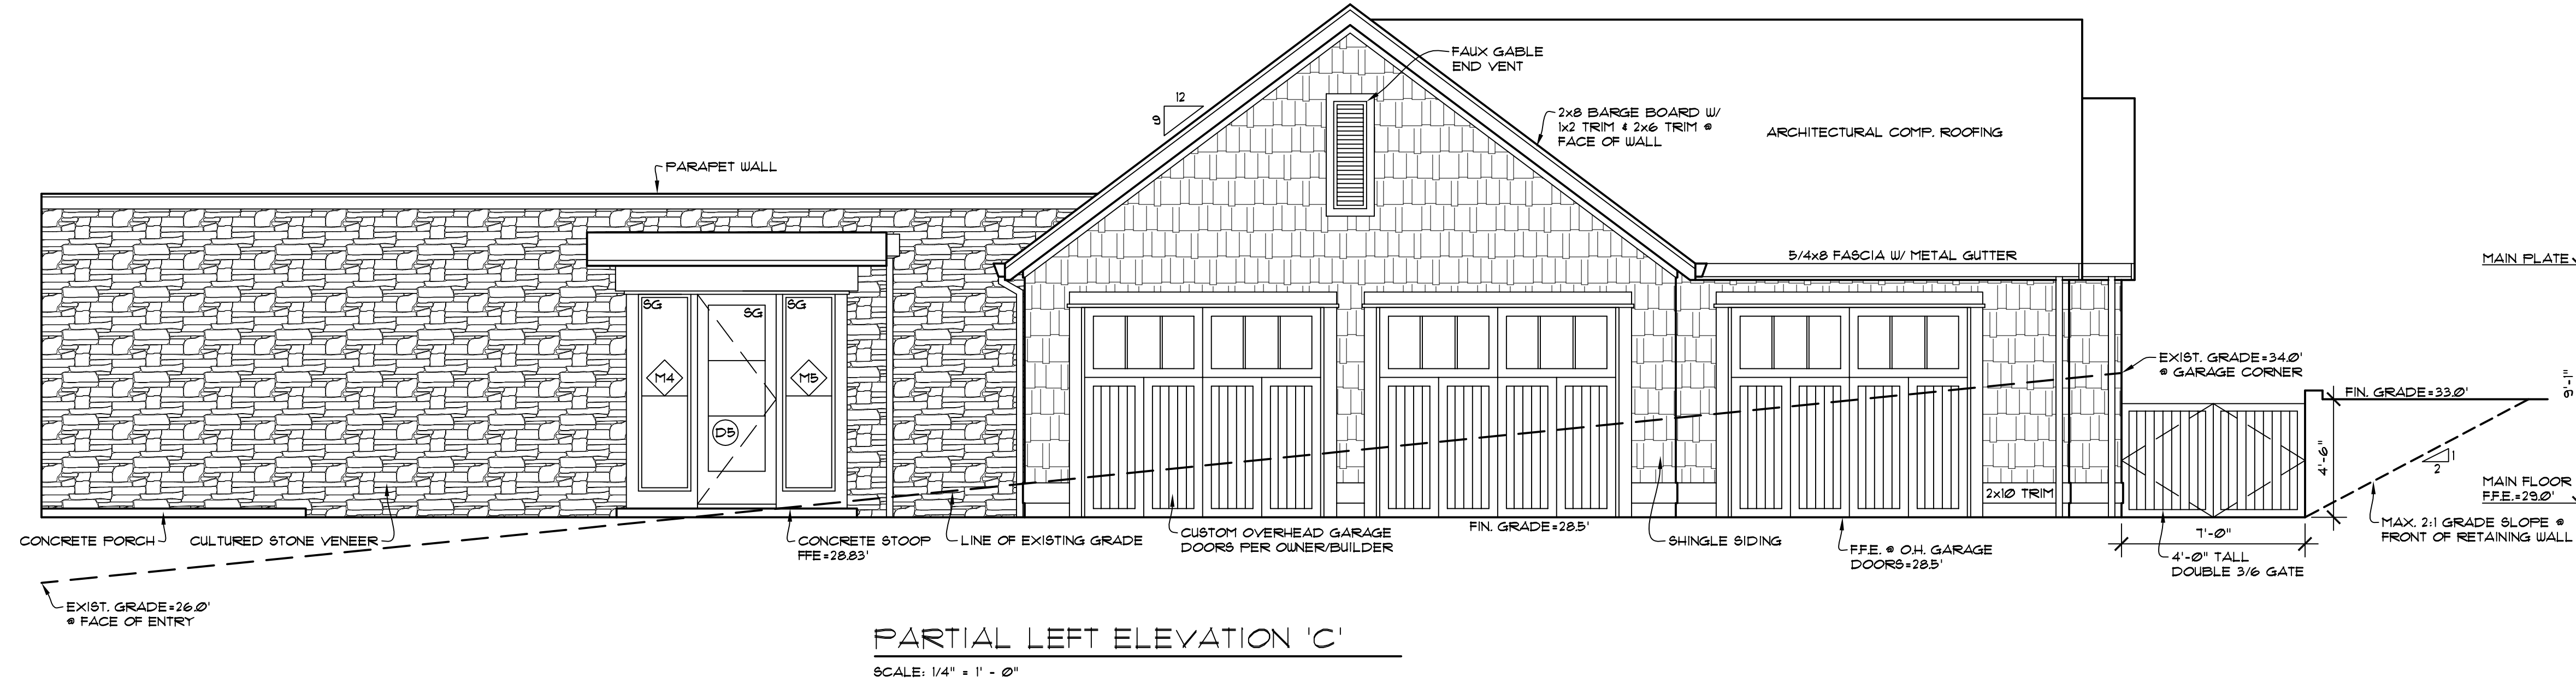 FAUX GABLE
END VENT
12
9
2x8 BARGE BOARD W/
1x2 TRIM & 2x6 TRIM @
FACE OF WALL
ARCHITECTURAL COMP. ROOFING
PARAPET WALL
5/4x8 FASCIA W/ METAL GUTTER
MAIN PLATE
SG
SG
SG
M4
M5
D5
EXIST. GRADE=34.0'
@ GARAGE CORNER
FIN. GRADE=33.0'
9'-1"
4'-6"
1
2
MAIN FLOOR
F.F.E.=29.0'
2x10 TRIM
MAX. 2:1 GRADE SLOPE @
FRONT OF RETAINING WALL
7'-0"
4'-0" TALL
DOUBLE 3/6 GATE
CONCRETE PORCH
CULTURED STONE VENEER
CONCRETE STOOP
FFE=28.83'
LINE OF EXISTING GRADE
CUSTOM OVERHEAD GARAGE
DOORS PER OWNER/BUILDER
FIN. GRADE=28.5'
SHINGLE SIDING
F.F.E. @ O.H. GARAGE
DOORS=28.5'
EXIST. GRADE=26.0'
@ FACE OF ENTRY
PARTIAL LEFT ELEVATION 'C'
SCALE: 1/4" = 1' - 0"